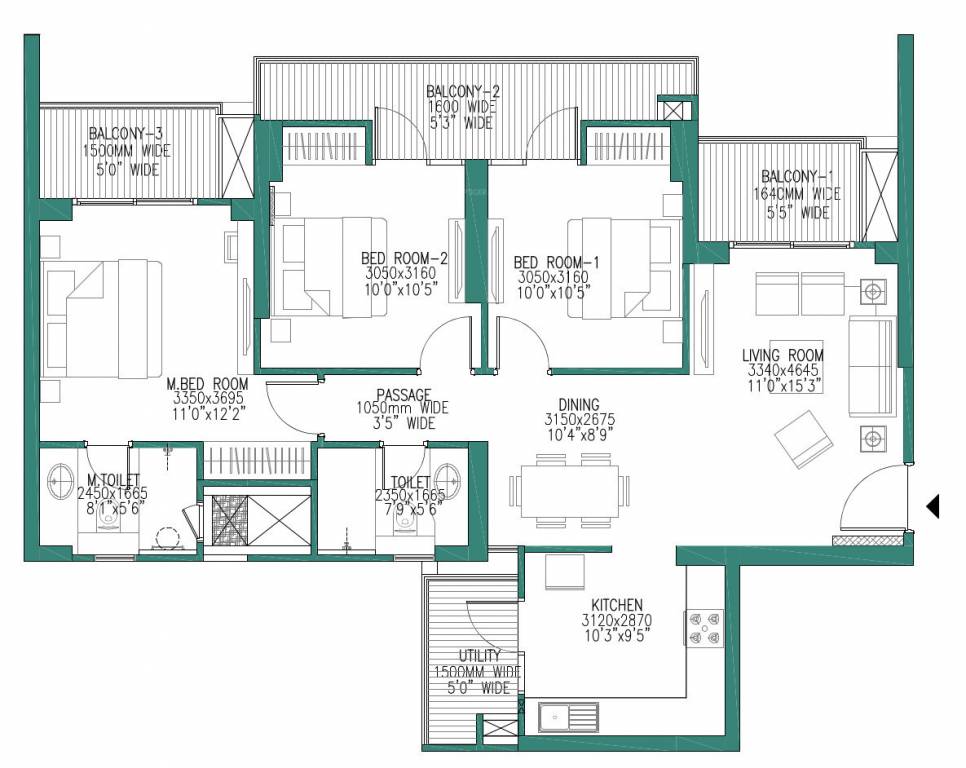 BALCONY-2
1600 WIDE
5'3" WIDE
BALCONY-3
1500MM WIDE
5'0" WIDE
BALCONY-1
1640MM WIDE
5'5" WIDE
BED ROOM-2
3050x3160
10'0"x10'5"
BED ROOM-1
3050x3160
10'0"x10'5"
LIVING ROOM
3340x4645
11'0"x15'3"
M.BED ROOM
3350x3695
11'0"x12'2"
PASSAGE
1050mm WIDE
3'5" WIDE
DINING
3150x2675
10'4"x8'9"
M.TOILET
2450x1665
8'1"x5'6"
TOILET
2350x1665
7'9"x5'6"
KITCHEN
3120x2870
10'3"x9'5"
UTILITY
1500MM WIDE
5'0" WIDE